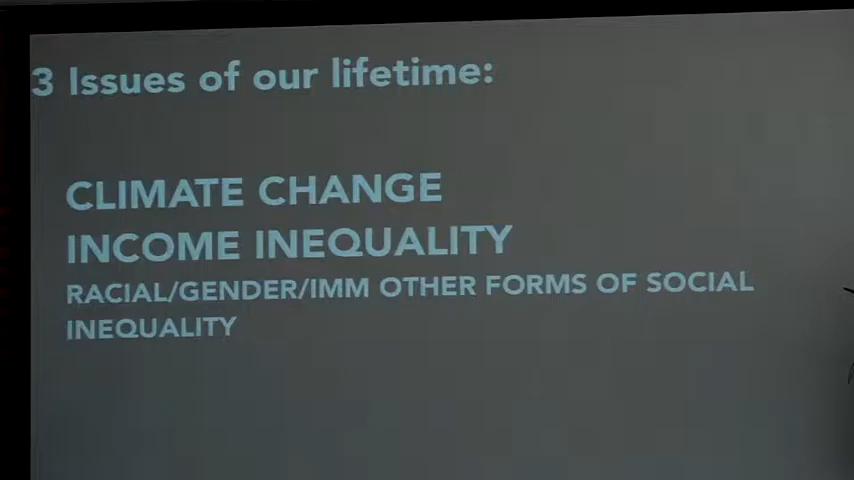 3 Issues of our lifetime:
CLIMATE CHANGE
INCOME INEQUALITY
RACIAL/GENDER/IMM OTHER FORMS OF SOCIAL
INEQUALITY